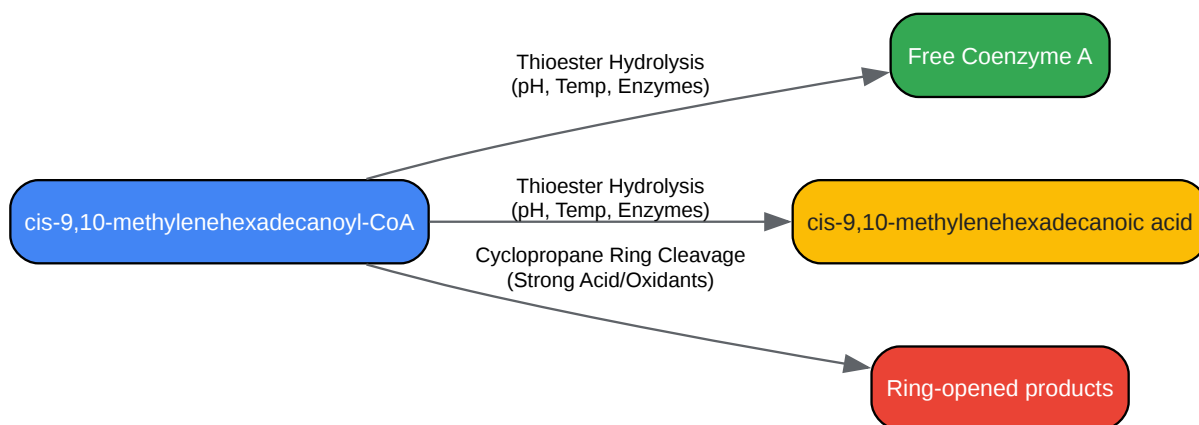 Free Coenzyme A
Thioester Hydrolysis
(pH, Temp, Enzymes)
cis-9,10-methylenehexadecanoyl-CoA
Thioester Hydrolysis
(pH, Temp, Enzymes)
cis-9,10-methylenehexadecanoic acid
Cyclopropane Ring Cleavage
(Strong Acid/Oxidants)
Ring-opened products